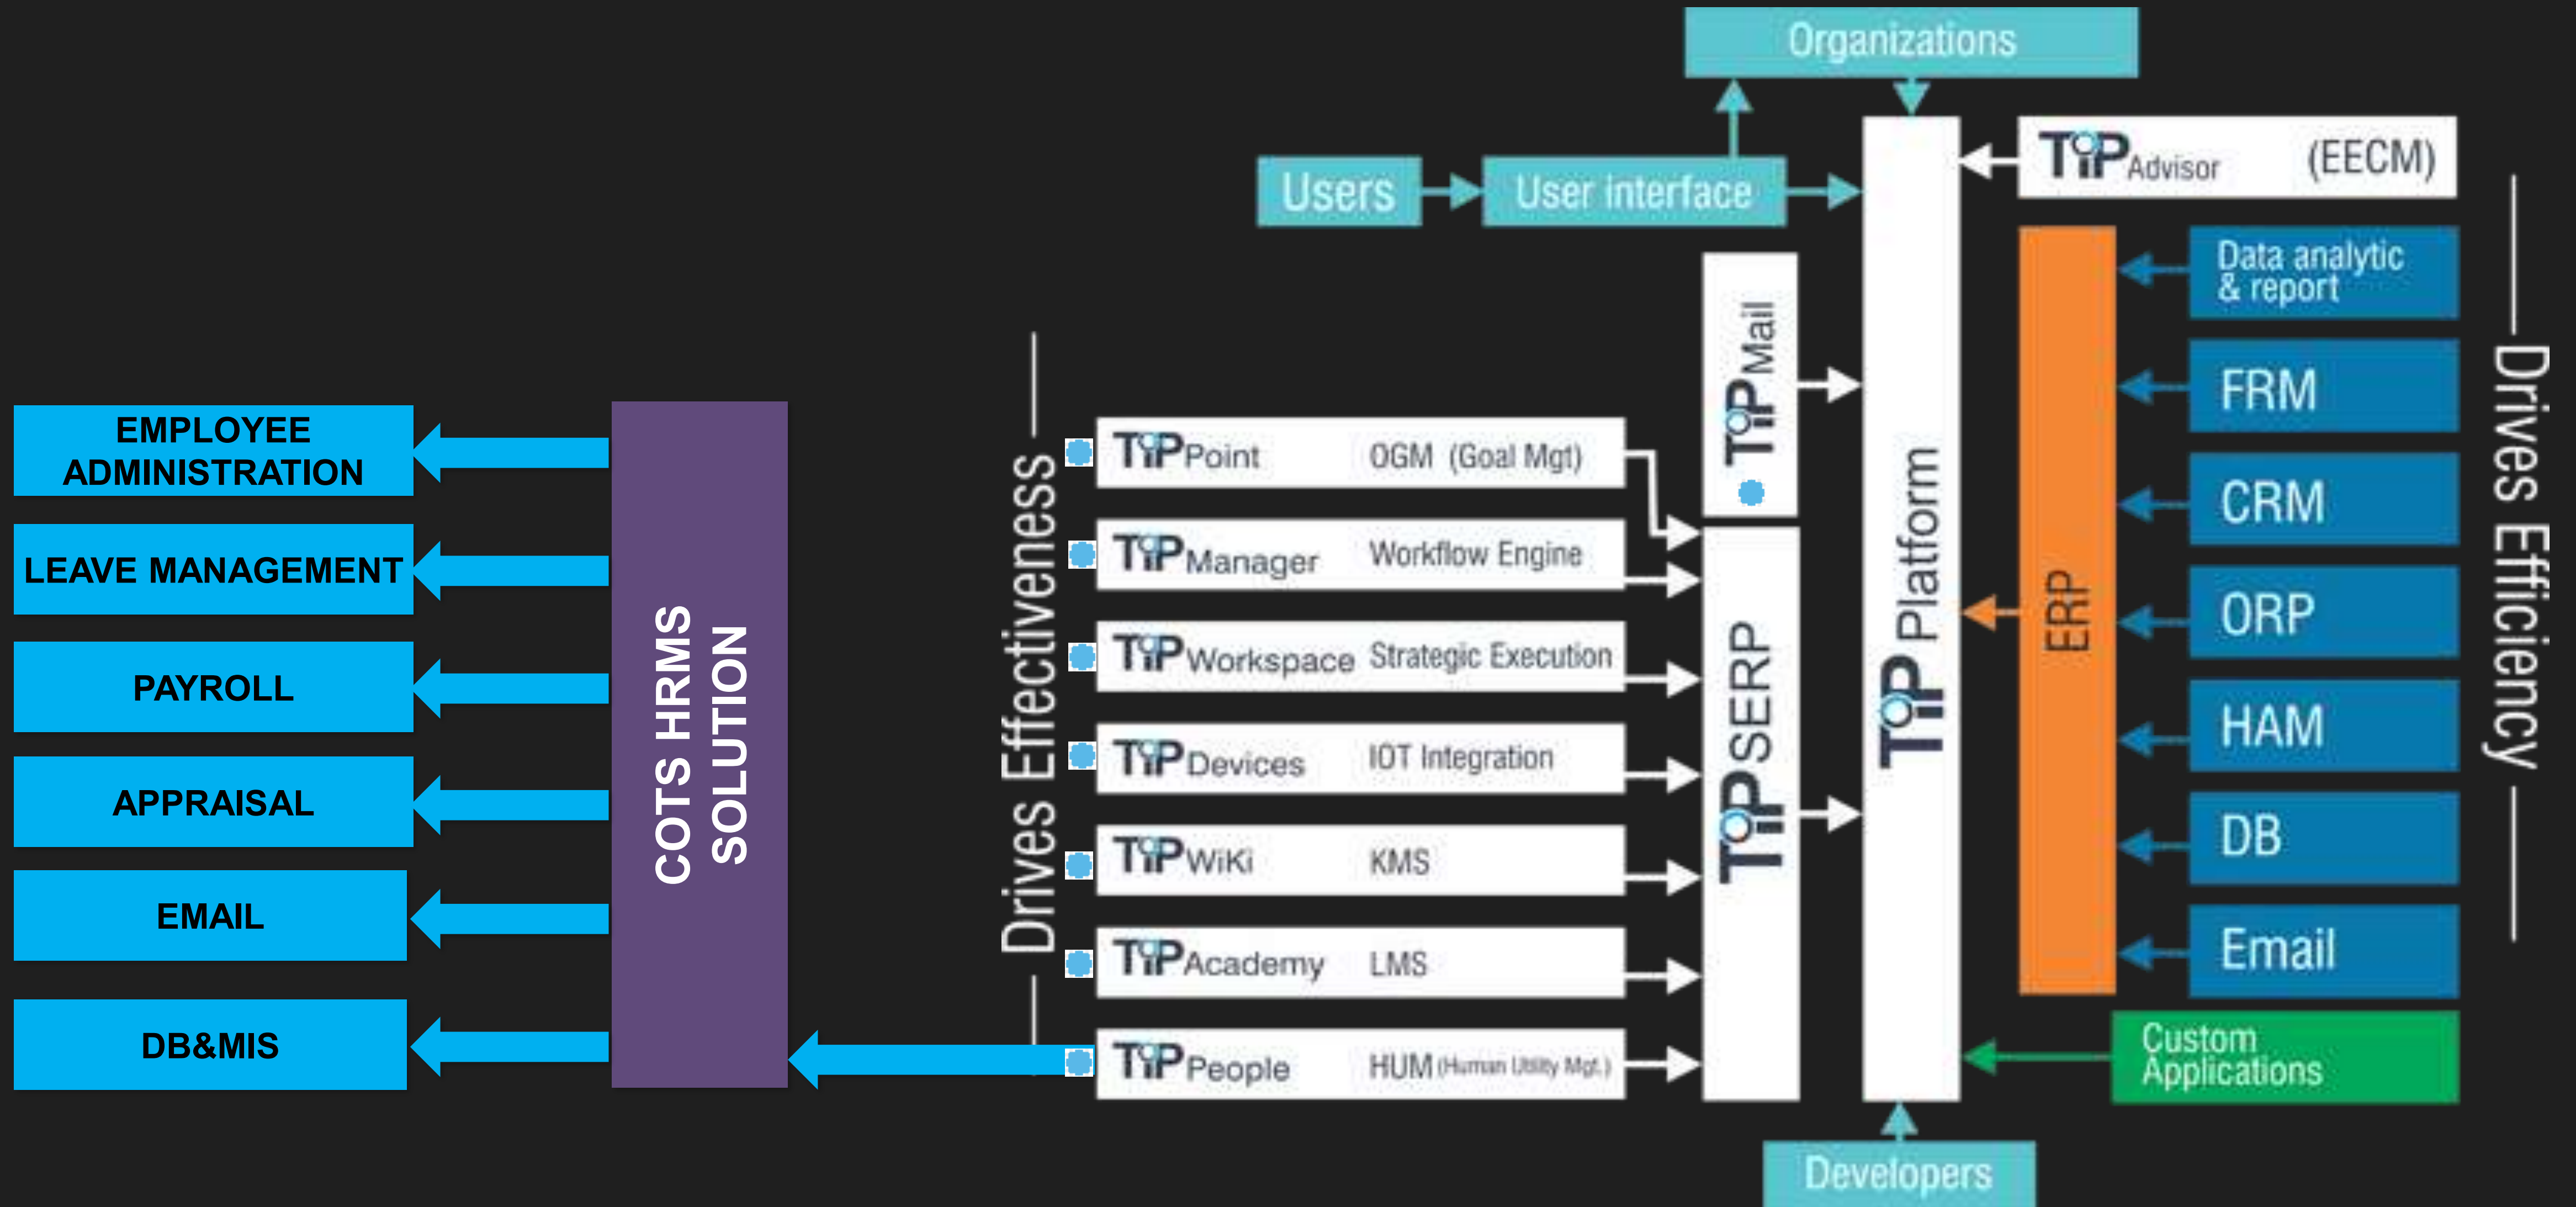 Organizations
Users
User interface
TiP Advisor (EECM)
EMPLOYEE
ADMINISTRATION
LEAVE MANAGEMENT
PAYROLL
APPRAISAL
EMAIL
DB&MIS
COTS HRMS
SOLUTION
Drives Effectiveness
TiP Point OGM (Goal Mgt)
TiP Manager Workflow Engine
TiP Workspace Strategic Execution
TiP Devices IOT Integration
TiP WiKi KMS
TiP Academy LMS
TiP People HUM (Human Utility Mgt.)
TiP Mail
TiP SERP
TiP Platform
ERP
Data analytic
& report
FRM
CRM
ORP
HAM
DB
Email
Custom
Applications
Drives Efficiency
Developers